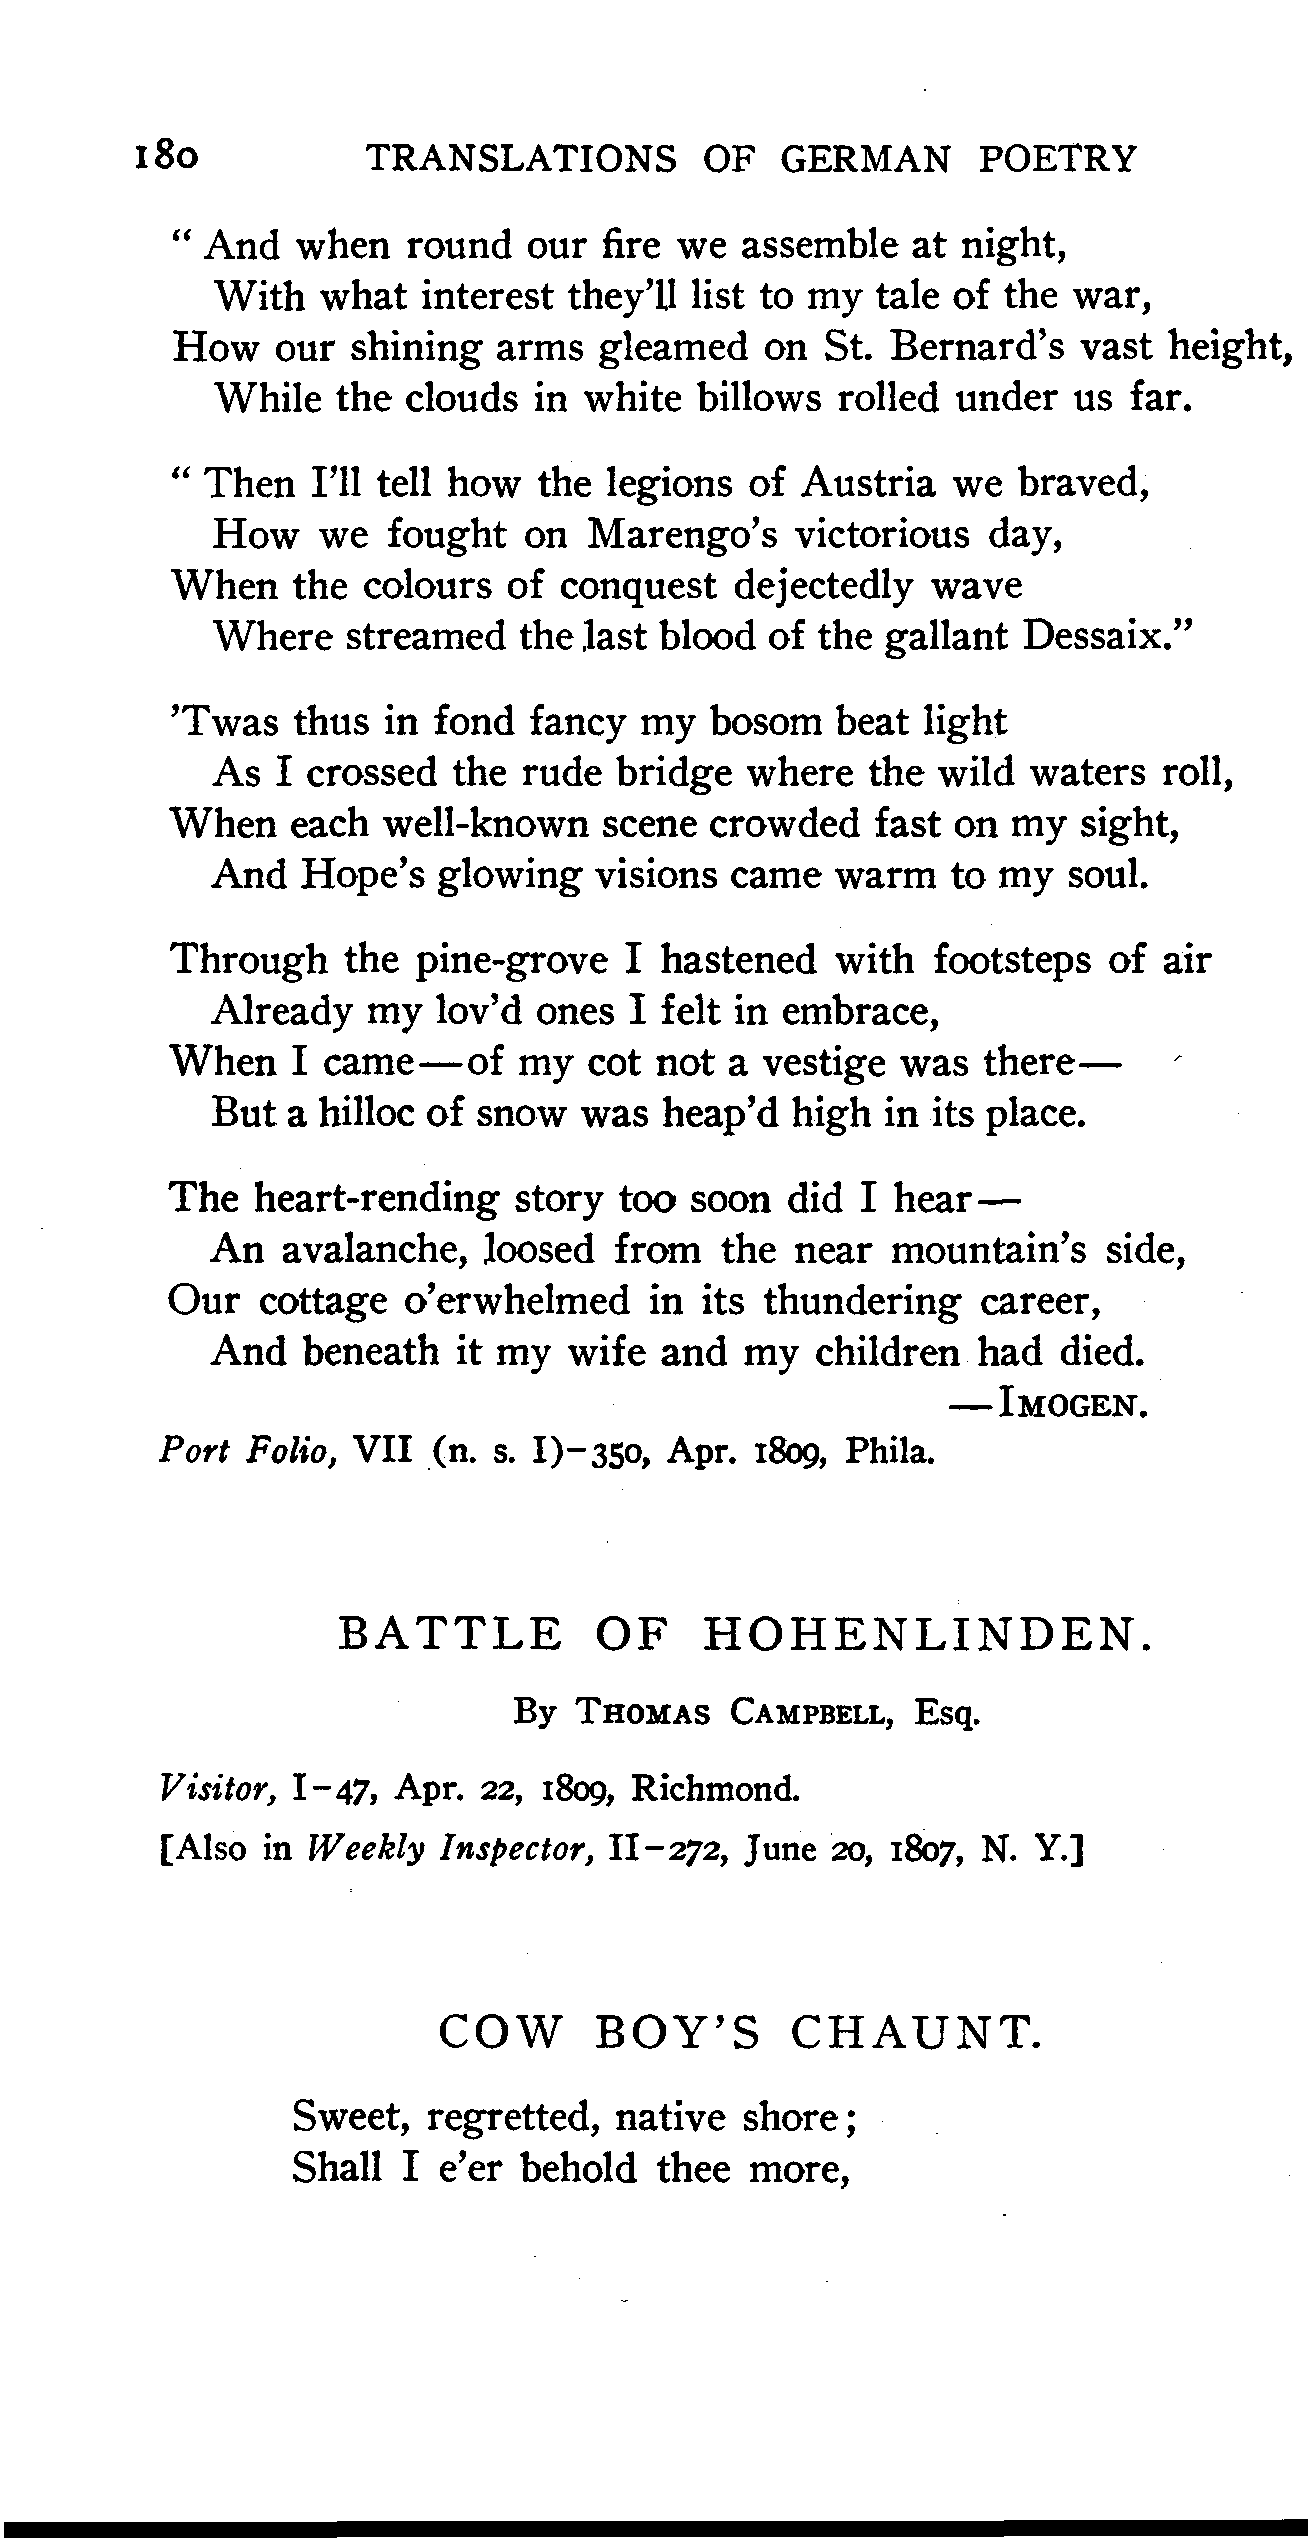 180 TRANSLATIONS OF GERMAN POETRY
" And when round our fire we assemble at night,
With what interest they'll list to my tale of the war,
How our shining arms gleamed on St. Bernard's vast height,
While the clouds in white billows rolled under us far.
" Then I'll tell how the legions of Austria we braved,
How we fought on Marengo's victorious day,
When the colours of conquest dejectedly wave
Where streamed the last blood of the gallant Dessaix."
'Twas thus in fond fancy my bosom beat light
As I crossed the rude bridge where the wild waters roll,
When each well-known scene crowded fast on my sight,
And Hope's glowing visions came warm to my soul.
Through the pine-grove I hastened with footsteps of air
Already my lov'd ones I felt in embrace,
When I came—of my cot not a vestige was there—
But a hilloc of snow was heap'd high in its place.
The heart-rending story too soon did I hear—
An avalanche, loosed from the near mountain's side,
Our cottage o'erwhelmed in its thundering career,
And beneath it my wife and my children had died.
—IMOGEN.
Port Folio, VII (n. s. I)-350, Apr. 1809, Phila.
BATTLE OF HOHENLINDEN.
By THOMAS CAMPBELL, Esq.
Visitor, I-47, Apr. 22, 1809, Richmond.
[Also in Weekly Inspector, II-272, June 20, 1807, N. Y.]
COW BOY'S CHAUNT.
Sweet, regretted, native shore;
Shall I e'er behold thee more,